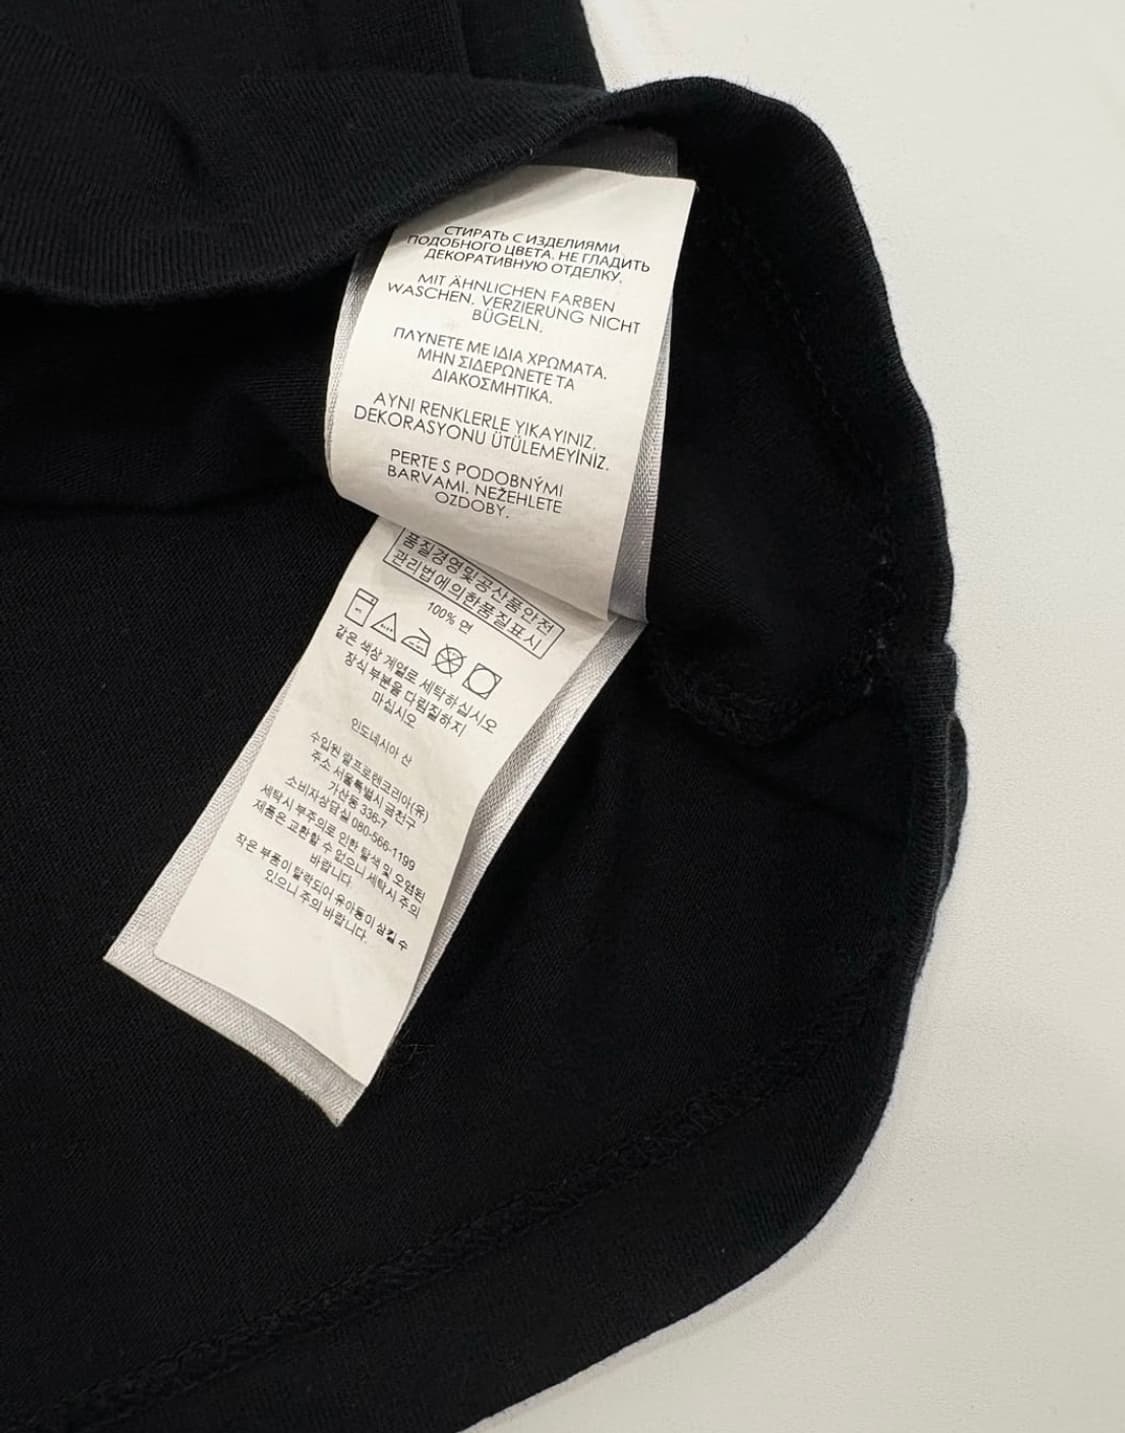 СТИРАТЬ С ИЗДЕЛИЯМИ
ПОДОБНОГО ЦВЕТА. НЕ ГЛАДИТЬ
ДЕКОРАТИВНУЮ ОТДЕЛКУ.
MIT ÄHNLICHEN FARBEN
WASCHEN. VERZIERUNG NICHT
BÜGELN.
ΠΛΥΝΕΤΕ ΜΕ ΙΔΙΑ ΧΡΩΜΑΤΑ.
ΜΗΝ ΣΙΔΕΡΩΝΕΤΕ ΤΑ
ΔΙΑΚΟΣΜΗΤΙΚΑ.
AYNI RENKLERLE YIKAYINIZ.
DEKORASYONU ÜTÜLEMEYİNİZ.
PERTE S PODOBNÝMI
BARVAMI. NEŽEHLETE
OZDOBY.
품질경영및공산품안전
관리법에의한품질표시
100% 면
같은 색상 계열로 세탁하십시오
장식 부분을 다림질하지
마십시오
인도네시아 산
수입원 랄프로렌코리아(유)
주소 서울특별시 금천구
가산동 336-7
소비자상담실 080-566-1199
세탁시 부주의로 인한 탈색 및 오염된
제품은 교환할 수 없으니 세탁시 주의
바랍니다
작은 부품이 탈락되어 유아동이 삼킬 수
있으니 주의 바랍니다.